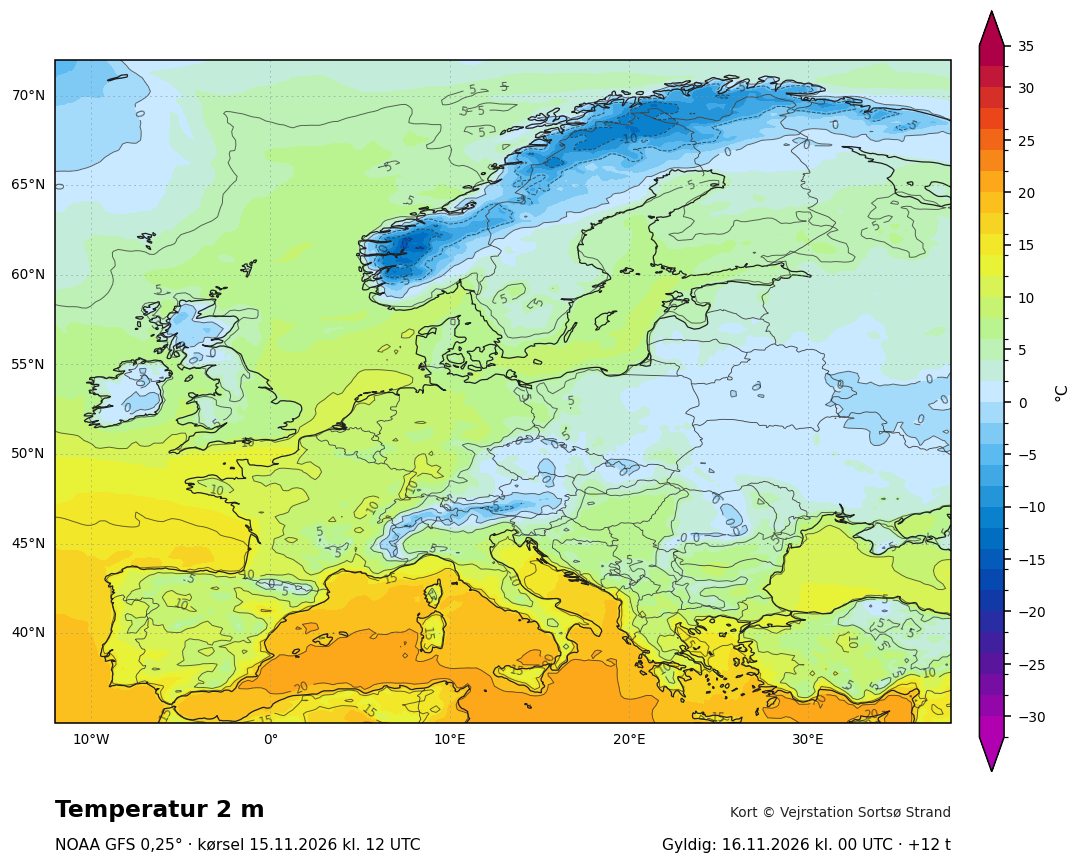 35
30
25
20
15
10
5
0
−5
−10
−15
−20
−25
−30
°C
70°N
65°N
60°N
55°N
50°N
45°N
40°N
10°W 0° 10°E 20°E 30°E
Temperatur 2 m
Kort © Vejrstation Sortsø Strand
NOAA GFS 0,25° · kørsel 15.11.2026 kl. 12 UTC
Gyldig: 16.11.2026 kl. 00 UTC · +12 t